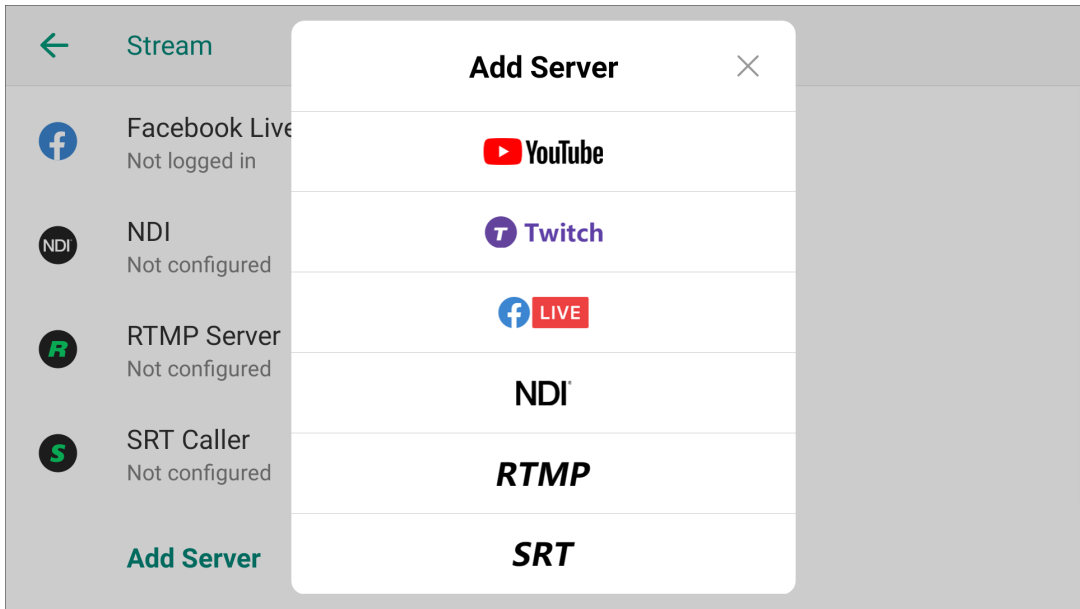 Stream
Facebook Live
Not logged in
NDI
NDI
Not configured
R
RTMP Server
Not configured
S
SRT Caller
Not configured
Add Server
Add Server
YouTube
Twitch
LIVE
NDI
RTMP
SRT